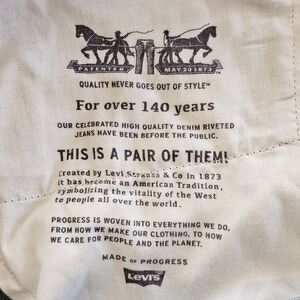 PATENTED MAY 20 1873
QUALITY NEVER GOES OUT OF STYLE™
For over 140 years
OUR CELEBRATED HIGH QUALITY DENIM RIVETED
JEANS HAVE BEEN BEFORE THE PUBLIC.
THIS IS A PAIR OF THEM!
Created by Levi Strauss & Co in 1873
it has become an American Tradition,
symbolizing the vitality of the West
to people all over the world.
PROGRESS IS WOVEN INTO EVERYTHING WE DO,
FROM HOW WE MAKE OUR CLOTHING, TO HOW
WE CARE FOR PEOPLE AND THE PLANET.
MADE OF PROGRESS
Levi's